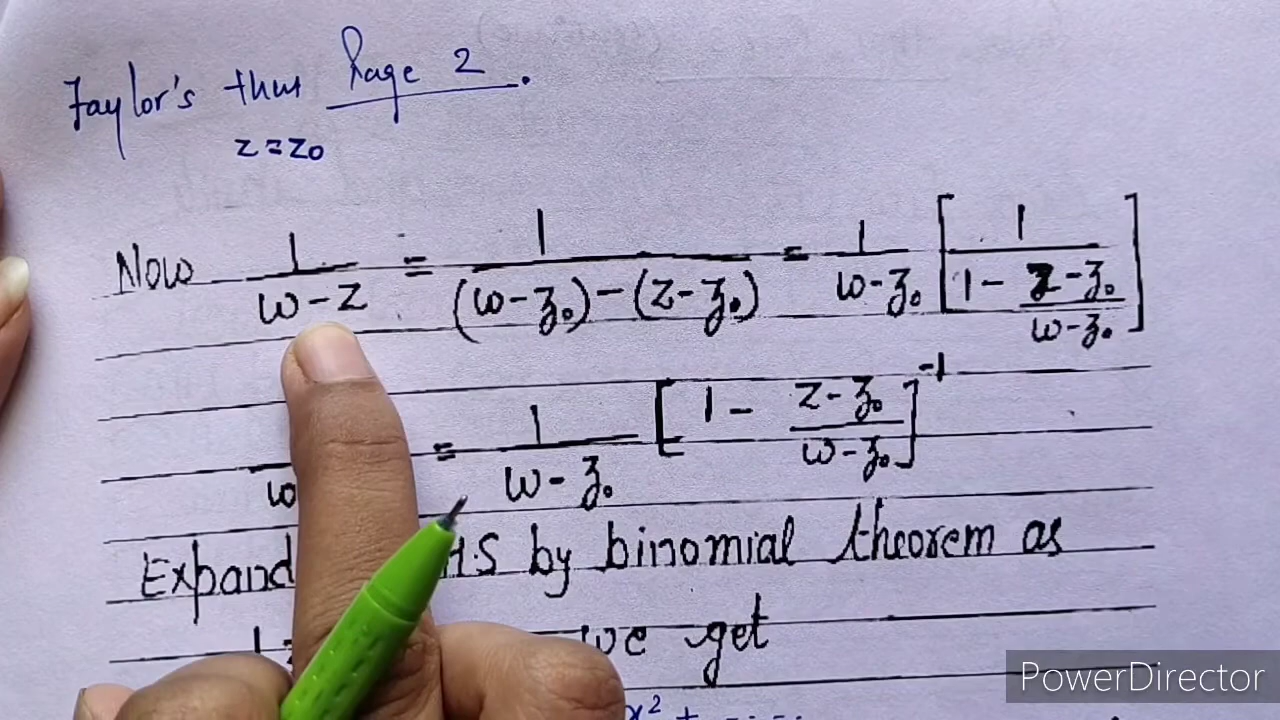 Taylor's thm Page 2.
z = z₀
Now 1/(w - z) = 1/((w - z₀) - (z - z₀)) = 1/(w - z₀) [1/(1 - (z - z₀)/(w - z₀))]
w = 1/(w - z₀) [1 - (z - z₀)/(w - z₀)]⁻¹
Expand H.S by binomial theorem as
we get
x² + ----
PowerDirector